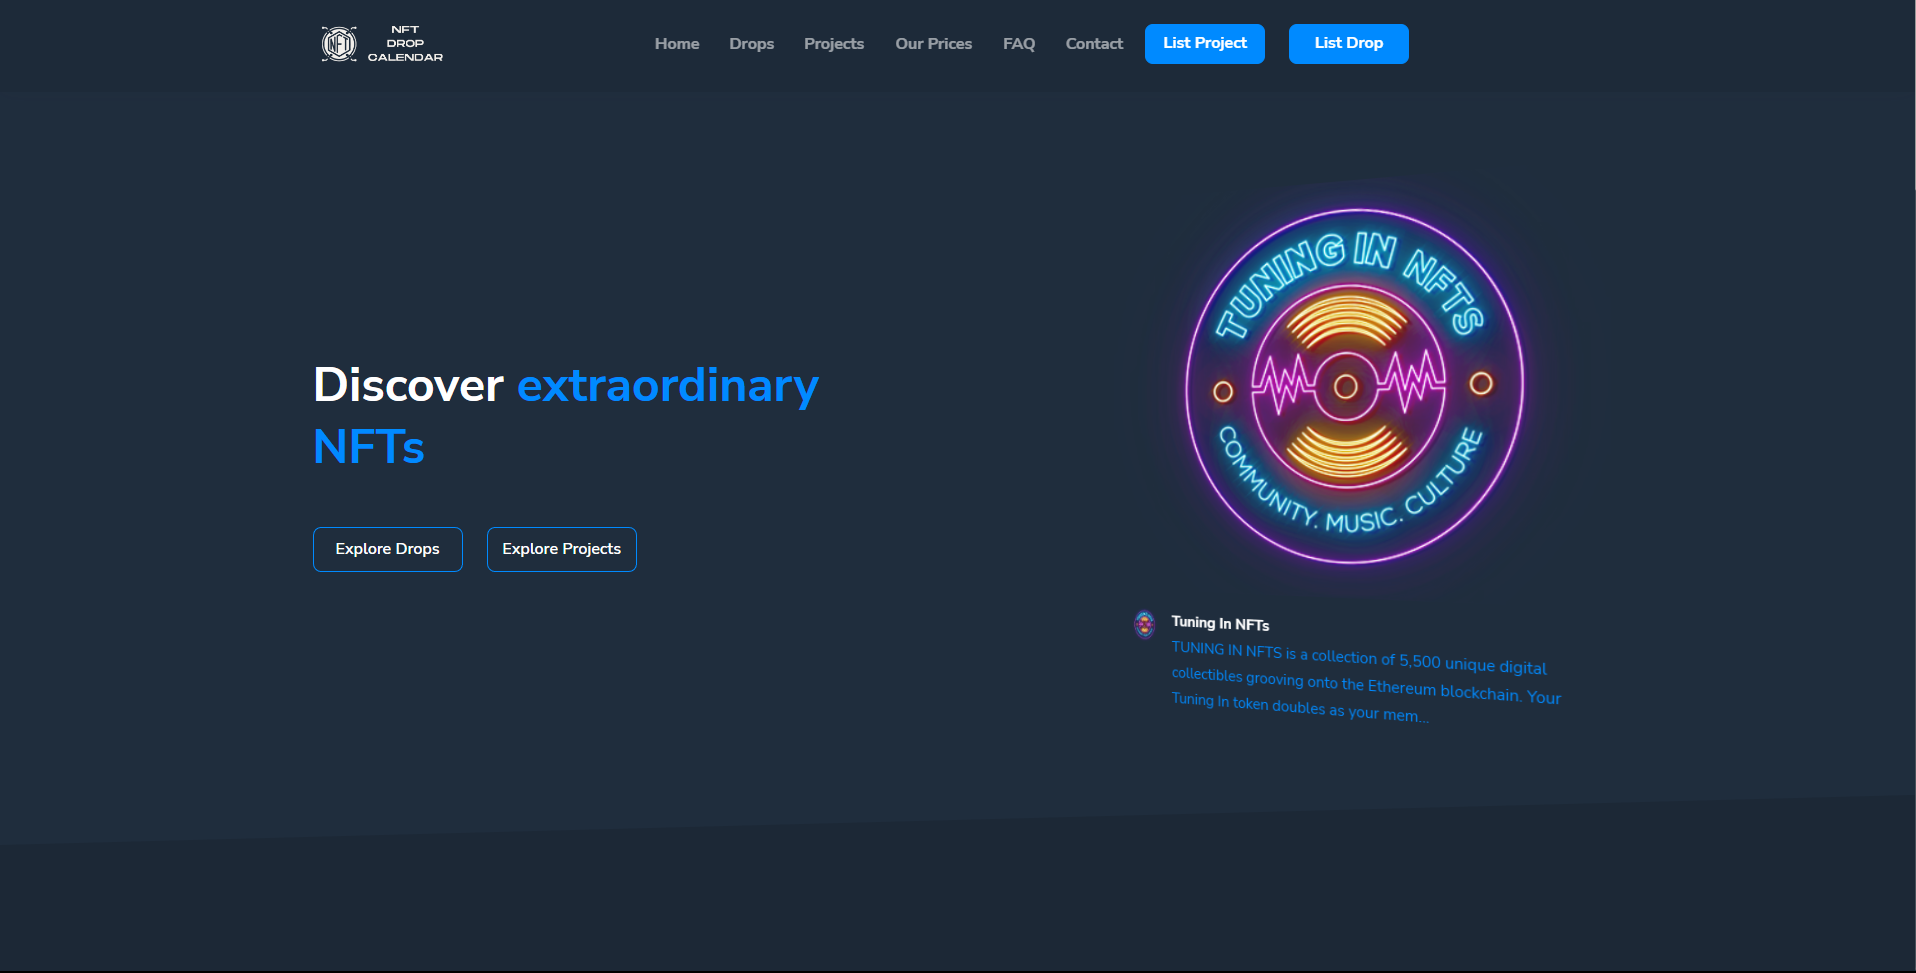 NFT
DROP
CALENDAR
Home Drops Projects Our Prices FAQ Contact List Project List Drop
TUNING IN NFTS
COMMUNITY. MUSIC. CULTURE
Discover extraordinary
NFTs
Explore Drops Explore Projects
Tuning In NFTs
TUNING IN NFTS is a collection of 5,500 unique digital
collectibles grooving onto the Ethereum blockchain. Your
Tuning In token doubles as your mem...